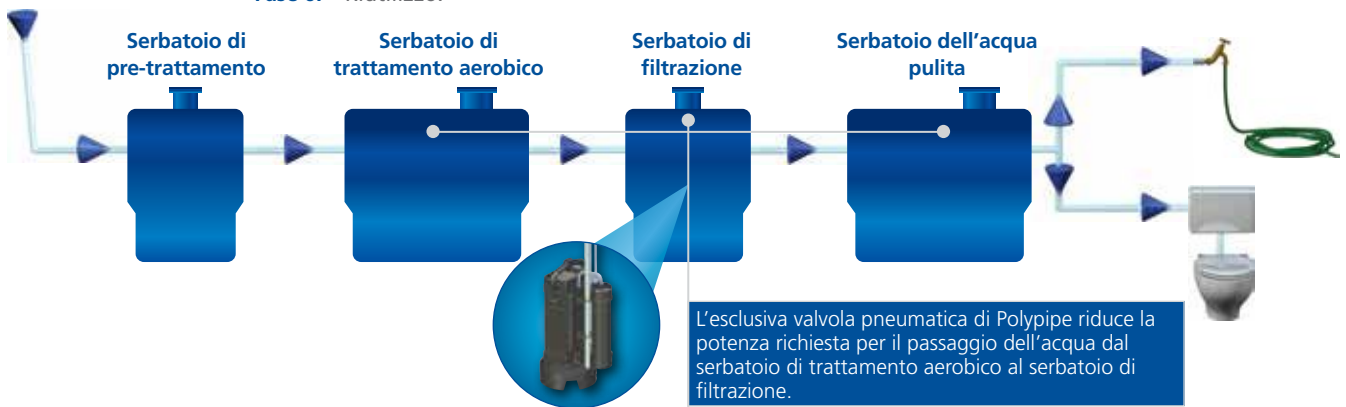 Serbatoio di
pre-trattamento
Serbatoio di
trattamento aerobico
Serbatoio di
filtrazione
Serbatoio dell'acqua
pulita
L'esclusiva valvola pneumatica di Polypipe riduce la
potenza richiesta per il passaggio dell'acqua dal
serbatoio di trattamento aerobico al serbatoio di
filtrazione.